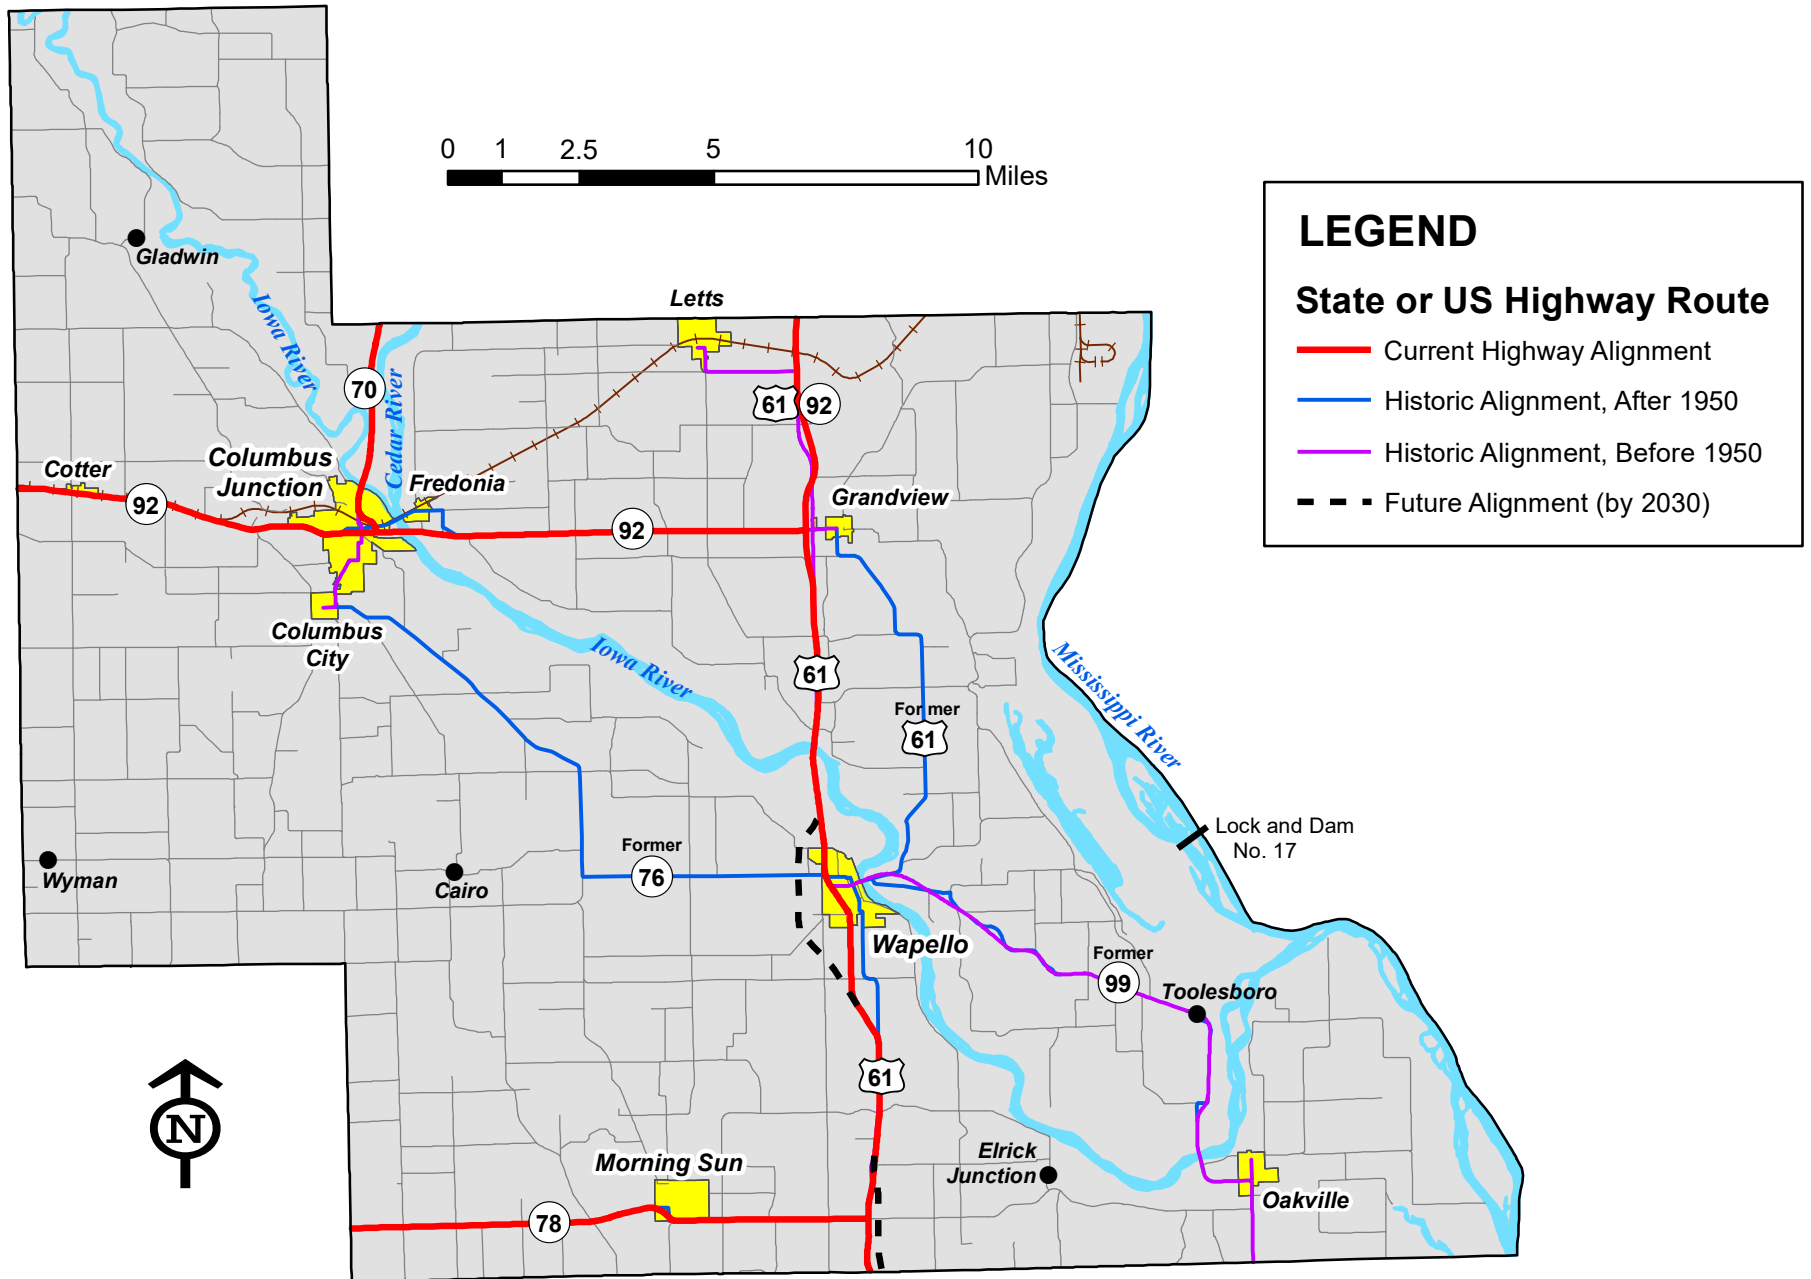 0 1 2.5 5 10
Miles
LEGEND
State or US Highway Route
Current Highway Alignment
Historic Alignment, After 1950
Historic Alignment, Before 1950
Future Alignment (by 2030)
Gladwin
Iowa River
Letts
70
Cedar River
61
92
Cotter
Columbus
Junction
Fredonia
92
Grandview
92
Columbus
City
Iowa River
61
Mississippi River
Former
61
Lock and Dam
No. 17
Wyman
Cairo
Former
76
Wapello
Former
99
Toolesboro
61
N
Morning Sun
Elrick
Junction
Oakville
78